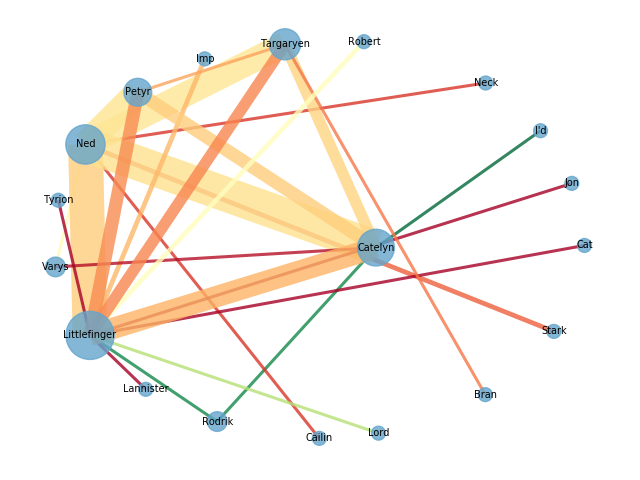 Robert
Targaryen
Imp
Neck
Petyr
I'd
Ned
Jon
Tyrion
Cat
Catelyn
Varys
Stark
Littlefinger
Lannister
Bran
Rodrik
Lord
Cailin